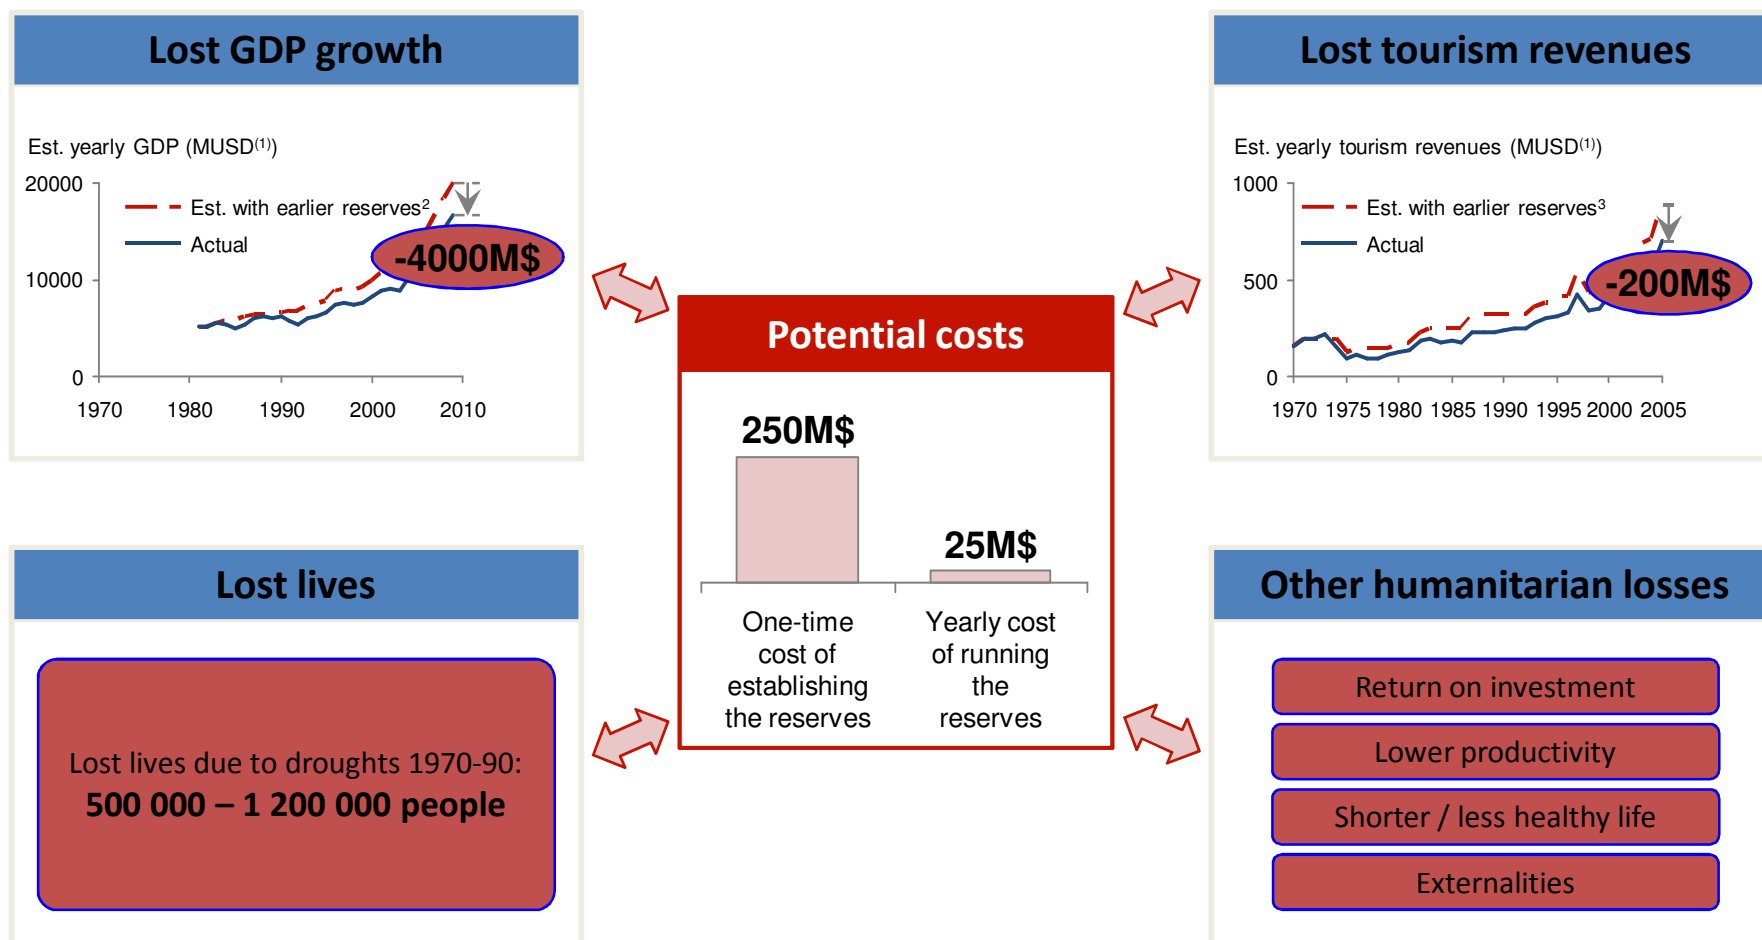 Lost GDP growth
Est. yearly GDP (MUSD⁽¹⁾)
20000
10000
0
1970 1980 1990 2000 2010
Est. with earlier reserves²
Actual
-4000M$
Lost tourism revenues
Est. yearly tourism revenues (MUSD⁽¹⁾)
1000
500
0
1970 1975 1980 1985 1990 1995 2000 2005
Est. with earlier reserves³
Actual
-200M$
Potential costs
250M$
25M$
One-time
cost of
establishing
the reserves
Yearly cost
of running
the
reserves
Lost lives
Lost lives due to droughts 1970-90:
500 000 – 1 200 000 people
Other humanitarian losses
Return on investment
Lower productivity
Shorter / less healthy life
Externalities